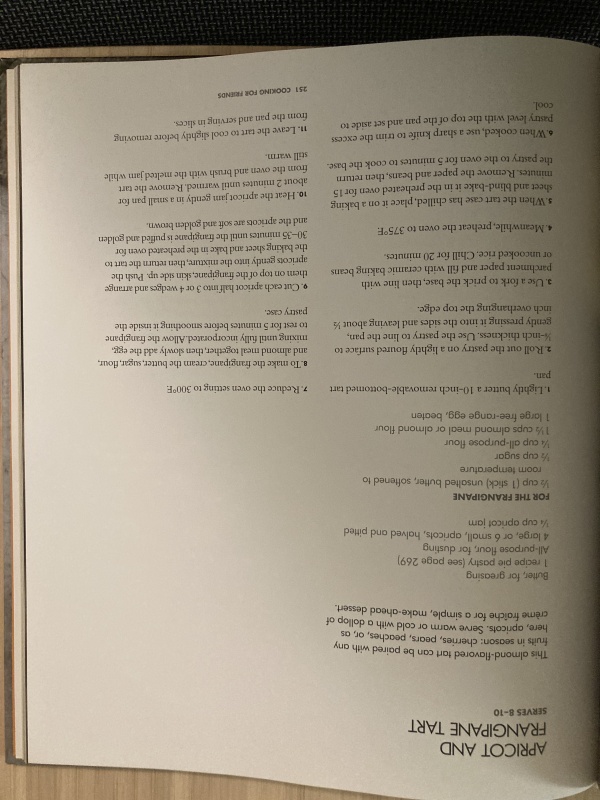 APRICOT AND
FRANGIPANE TART
SERVES 8–10
This almond-flavored tart can be paired with any
fruits in season: cherries, pears, peaches, or, as
here, apricots. Serve warm or cold with a dollop of
crème fraîche for a simple, make-ahead dessert.
Butter, for greasing
1 recipe pie pastry (see page 269)
All-purpose flour, for dusting
4 large, or 6 small, apricots, halved and pitted
¼ cup apricot jam
FOR THE FRANGIPANE
½ cup (1 stick) unsalted butter, softened to
room temperature
½ cup sugar
¼ cup all-purpose flour
1½ cups almond meal or almond flour
1 large free-range egg, beaten
1. Lightly butter a 10-inch removable-bottomed tart
pan.
2. Roll out the pastry on a lightly floured surface to
⅛-inch thickness. Use the pastry to line the pan,
gently pressing it into the sides and leaving about ½
inch overhanging the top edge.
3. Use a fork to prick the base, then line with
parchment paper and fill with ceramic baking beans
or uncooked rice. Chill for 20 minutes.
4. Meanwhile, preheat the oven to 375°F
5. When the tart case has chilled, place it on a baking
sheet and blind-bake it in the preheated oven for 15
minutes. Remove the paper and beans, then return
the pastry to the oven for 5 minutes to cook the base.
6. When cooked, use a sharp knife to trim the excess
pastry level with the top of the pan and set aside to
cool.
7. Reduce the oven setting to 300°F
8. To make the frangipane, cream the butter, sugar, flour,
and almond meal together, then slowly add the egg,
mixing until fully incorporated. Allow the frangipane
to rest for 5 minutes before smoothing it inside the
pastry case.
9. Cut each apricot half into 3 or 4 wedges and arrange
them on top of the frangipane, skin side up. Push the
apricots gently into the mixture, then return the tart to
the baking sheet and bake in the preheated oven for
30–35 minutes until the frangipane is puffed and golden
and the apricots are soft and golden brown.
10. Heat the apricot jam gently in a small pan for
about 2 minutes until warmed. Remove the tart
from the oven and brush with the melted jam while
still warm.
11. Leave the tart to cool slightly before removing
from the pan and serving in slices.
251 COOKING FOR FRIENDS